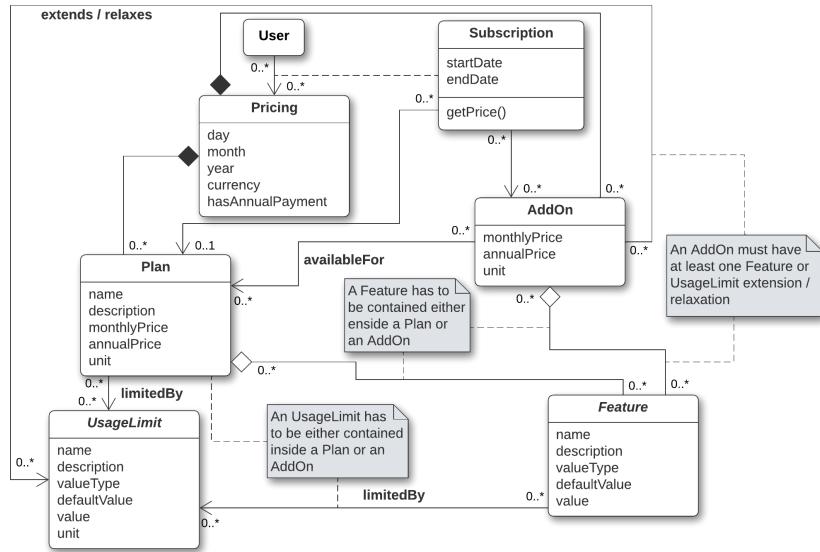 extends / relaxes
User
0..*
0..*
Subscription
startDate
endDate
getPrice()
0..*
0..*
Pricing
day
month
year
currency
hasAnnualPayment
0..*
0..1
0..*
0..*
AddOn
monthlyPrice
annualPrice
unit
0..*
0..*
0..*
availableFor
0..*
An AddOn must have
at least one Feature or
UsageLimit extension /
relaxation
Plan
name
description
monthlyPrice
annualPrice
unit
A Feature has to
be contained either
enside a Plan or
an AddOn
0..*
0..*
0..*
limitedBy
0..*
0..*
UsageLimit
name
description
valueType
defaultValue
value
unit
0..*
An UsageLimit has
to be either contained
inside a Plan or an
AddOn
Feature
name
description
valueType
defaultValue
value
limitedBy
0..*
0..*